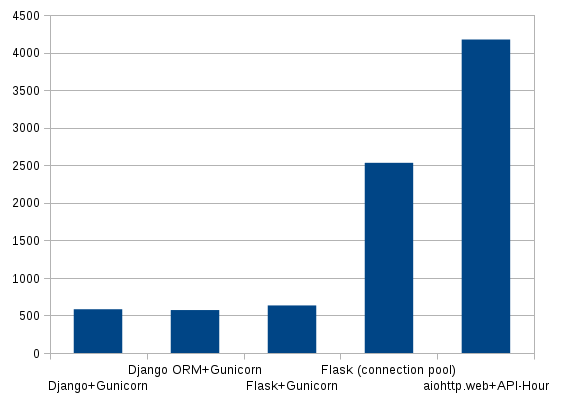 4500
4000
3500
3000
2500
2000
1500
1000
500
0
Django ORM+Gunicorn
Flask (connection pool)
Django+Gunicorn
Flask+Gunicorn
aiohttp.web+API-Hour